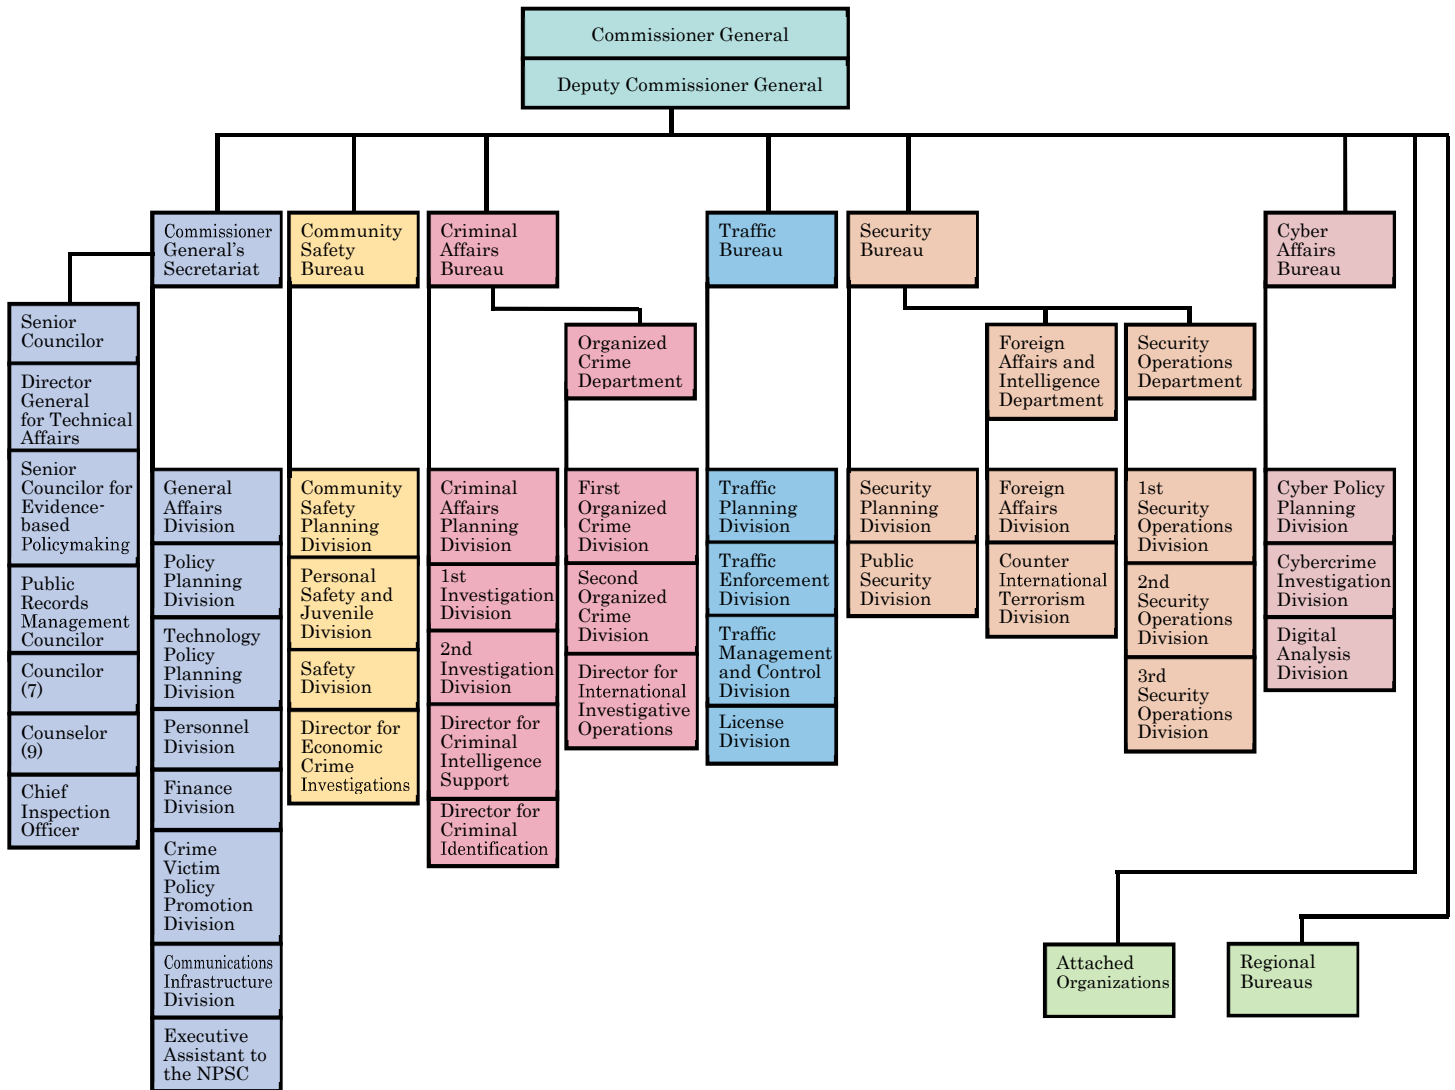 Commissioner General
Deputy Commissioner General
Commissioner
General's
Secretariat
Community
Safety
Bureau
Criminal
Affairs
Bureau
Traffic
Bureau
Security
Bureau
Cyber
Affairs
Bureau
Organized
Crime
Department
Foreign
Affairs and
Intelligence
Department
Security
Operations
Department
Senior
Councilor
Director
General
for Technical
Affairs
Senior
Councilor for
Evidence-
based
Policymaking
Public
Records
Management
Councilor
Councilor
(7)
Counselor
(9)
Chief
Inspection
Officer
General
Affairs
Division
Policy
Planning
Division
Technology
Policy
Planning
Division
Personnel
Division
Finance
Division
Crime
Victim
Policy
Promotion
Division
Communications
Infrastructure
Division
Executive
Assistant to
the NPSC
Community
Safety
Planning
Division
Personal
Safety and
Juvenile
Division
Safety
Division
Director for
Economic
Crime
Investigations
Criminal
Affairs
Planning
Division
1st
Investigation
Division
2nd
Investigation
Division
Director for
Criminal
Intelligence
Support
Director for
Criminal
Identification
First
Organized
Crime
Division
Second
Organized
Crime
Division
Director for
International
Investigative
Operations
Traffic
Planning
Division
Traffic
Enforcement
Division
Traffic
Management
and Control
Division
License
Division
Security
Planning
Division
Public
Security
Division
Foreign
Affairs
Division
Counter
International
Terrorism
Division
1st
Security
Operations
Division
2nd
Security
Operations
Division
3rd
Security
Operations
Division
Cyber Policy
Planning
Division
Cybercrime
Investigation
Division
Digital
Analysis
Division
Attached
Organizations
Regional
Bureaus